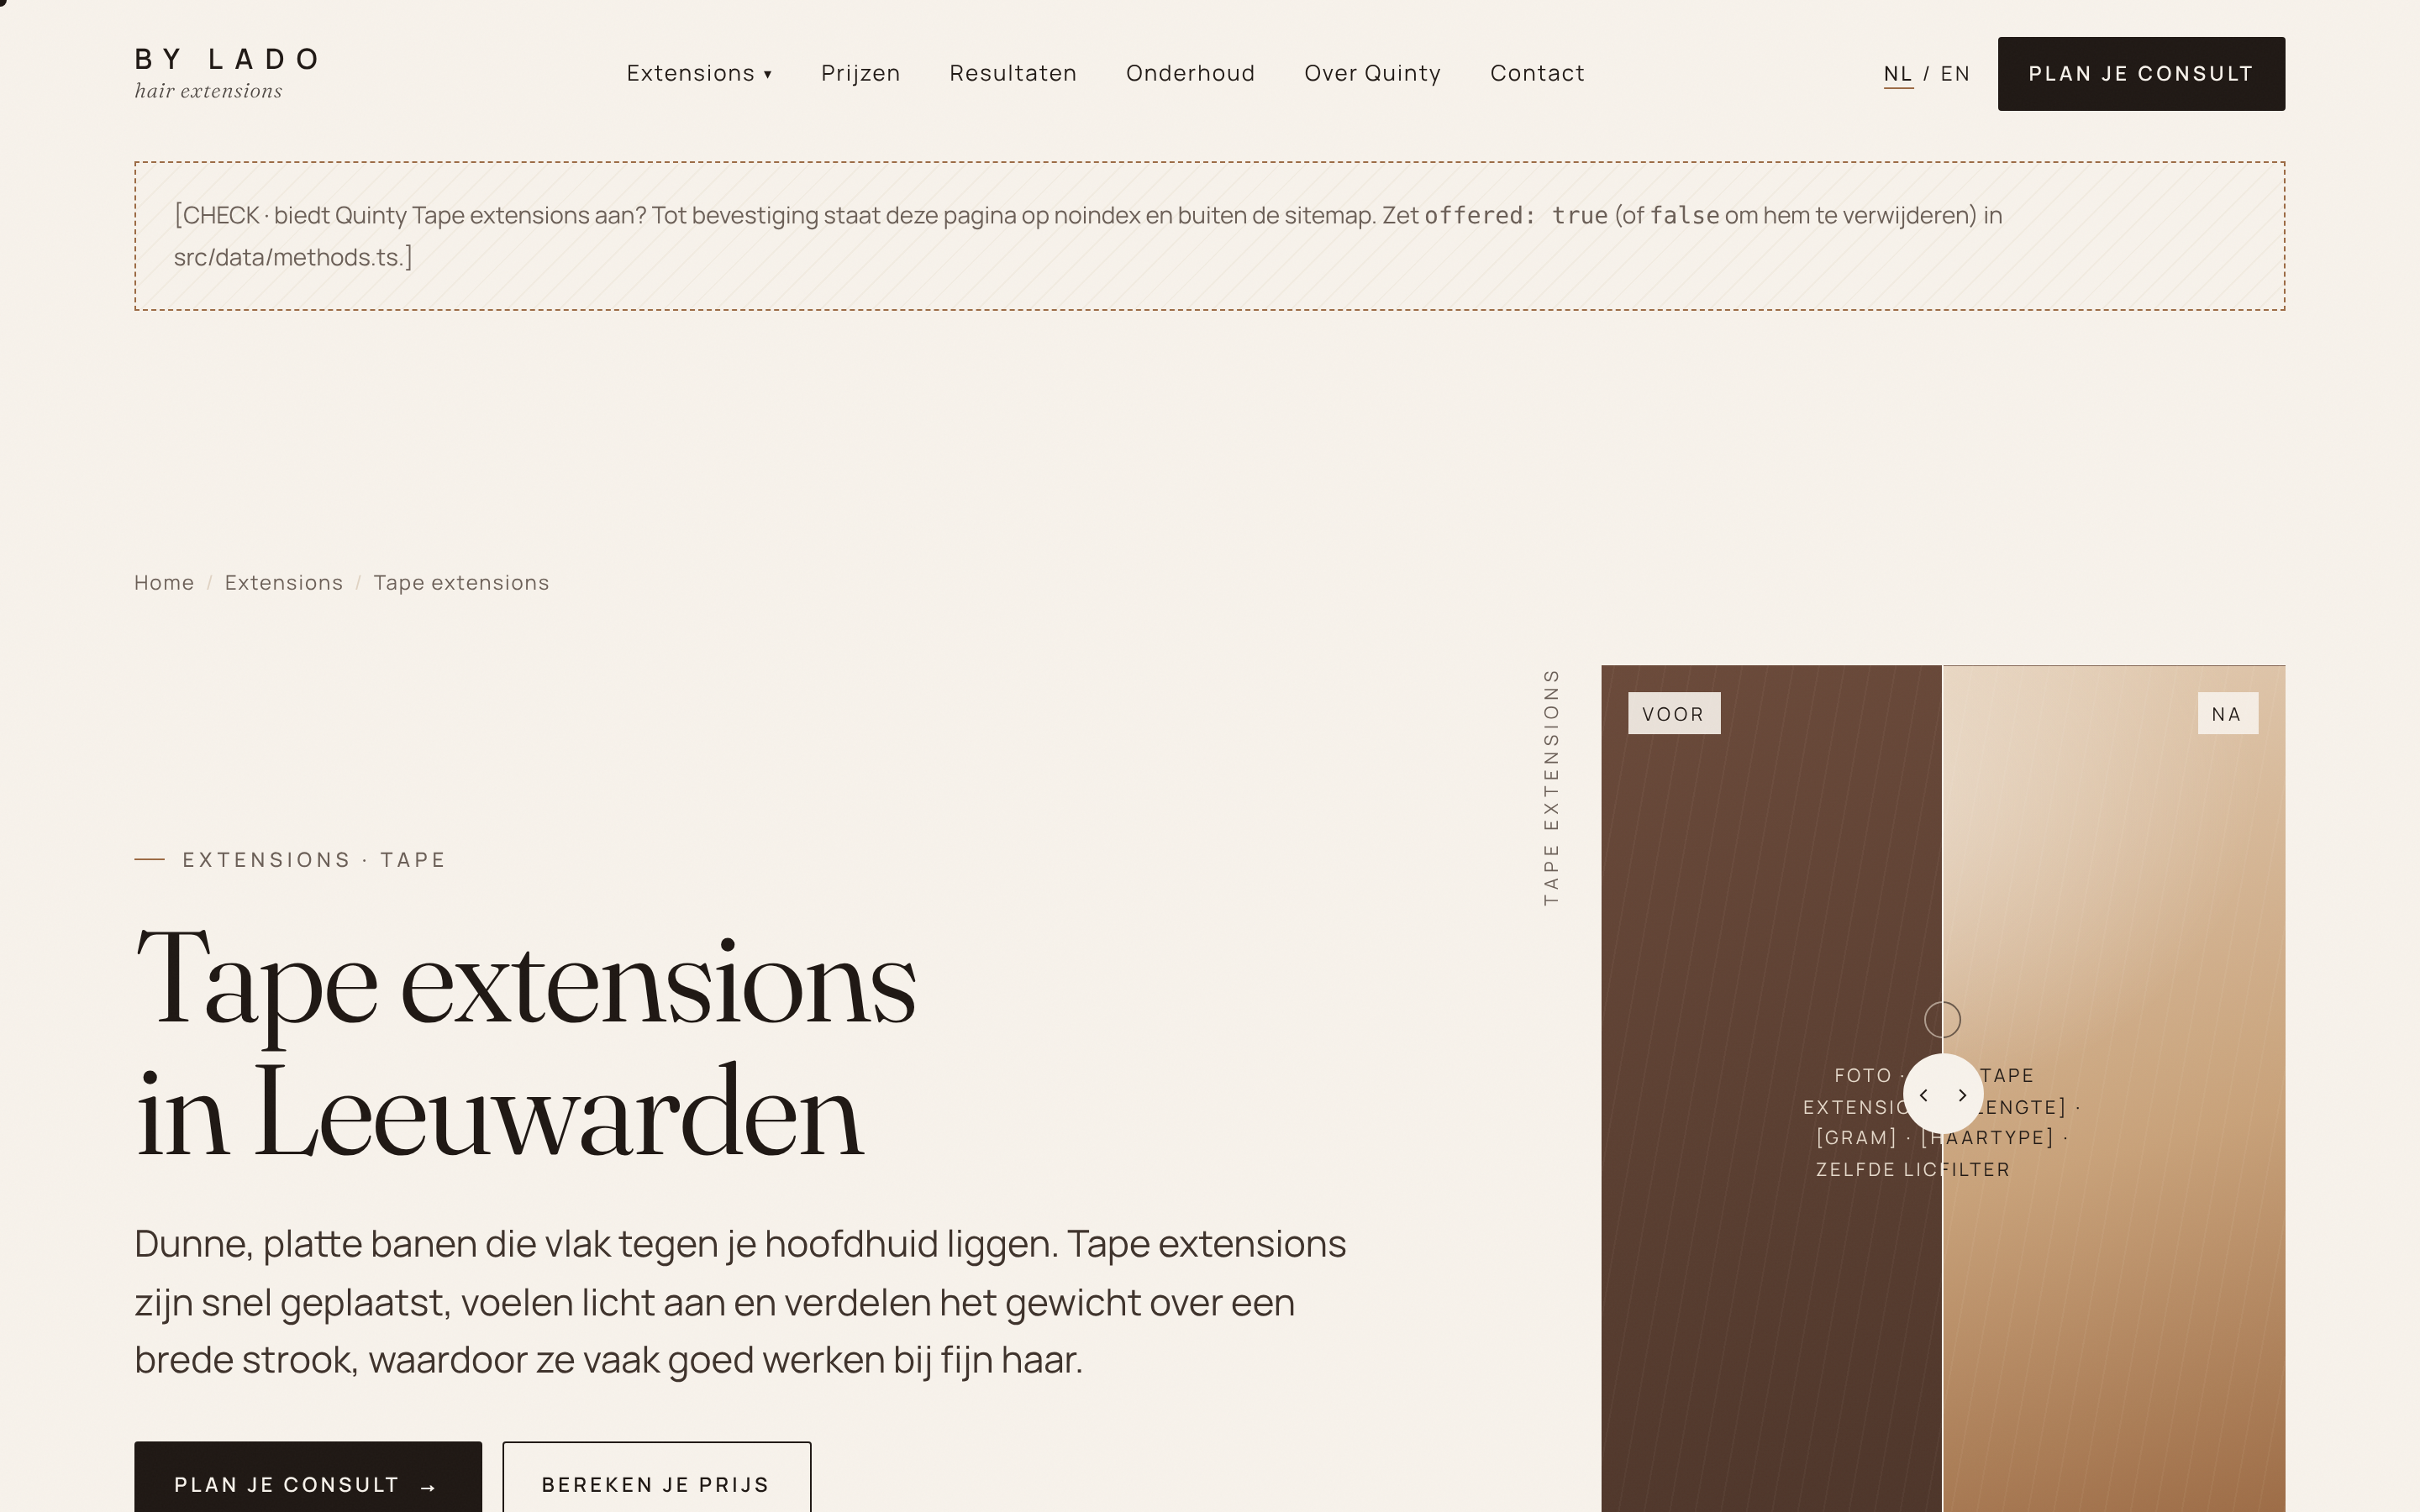 BY LADO
hair extensions
Extensions ▾
Prijzen
Resultaten
Onderhoud
Over Quinty
Contact
NL / EN
PLAN JE CONSULT
[CHECK · biedt Quinty Tape extensions aan? Tot bevestiging staat deze pagina op noindex en buiten de sitemap. Zet offered: true (of false om hem te verwijderen) in
src/data/methods.ts.]
Home / Extensions / Tape extensions
EXTENSIONS · TAPE
Tape extensions
in Leeuwarden
Dunne, platte banen die vlak tegen je hoofdhuid liggen. Tape extensions
zijn snel geplaatst, voelen licht aan en verdelen het gewicht over een
brede strook, waardoor ze vaak goed werken bij fijn haar.
PLAN JE CONSULT →
BEREKEN JE PRIJS
TAPE EXTENSIONS
VOOR
NA
FOTO · TAPE
[GRAM] · [HAARTYPE] ·
ZELFDE FILTER